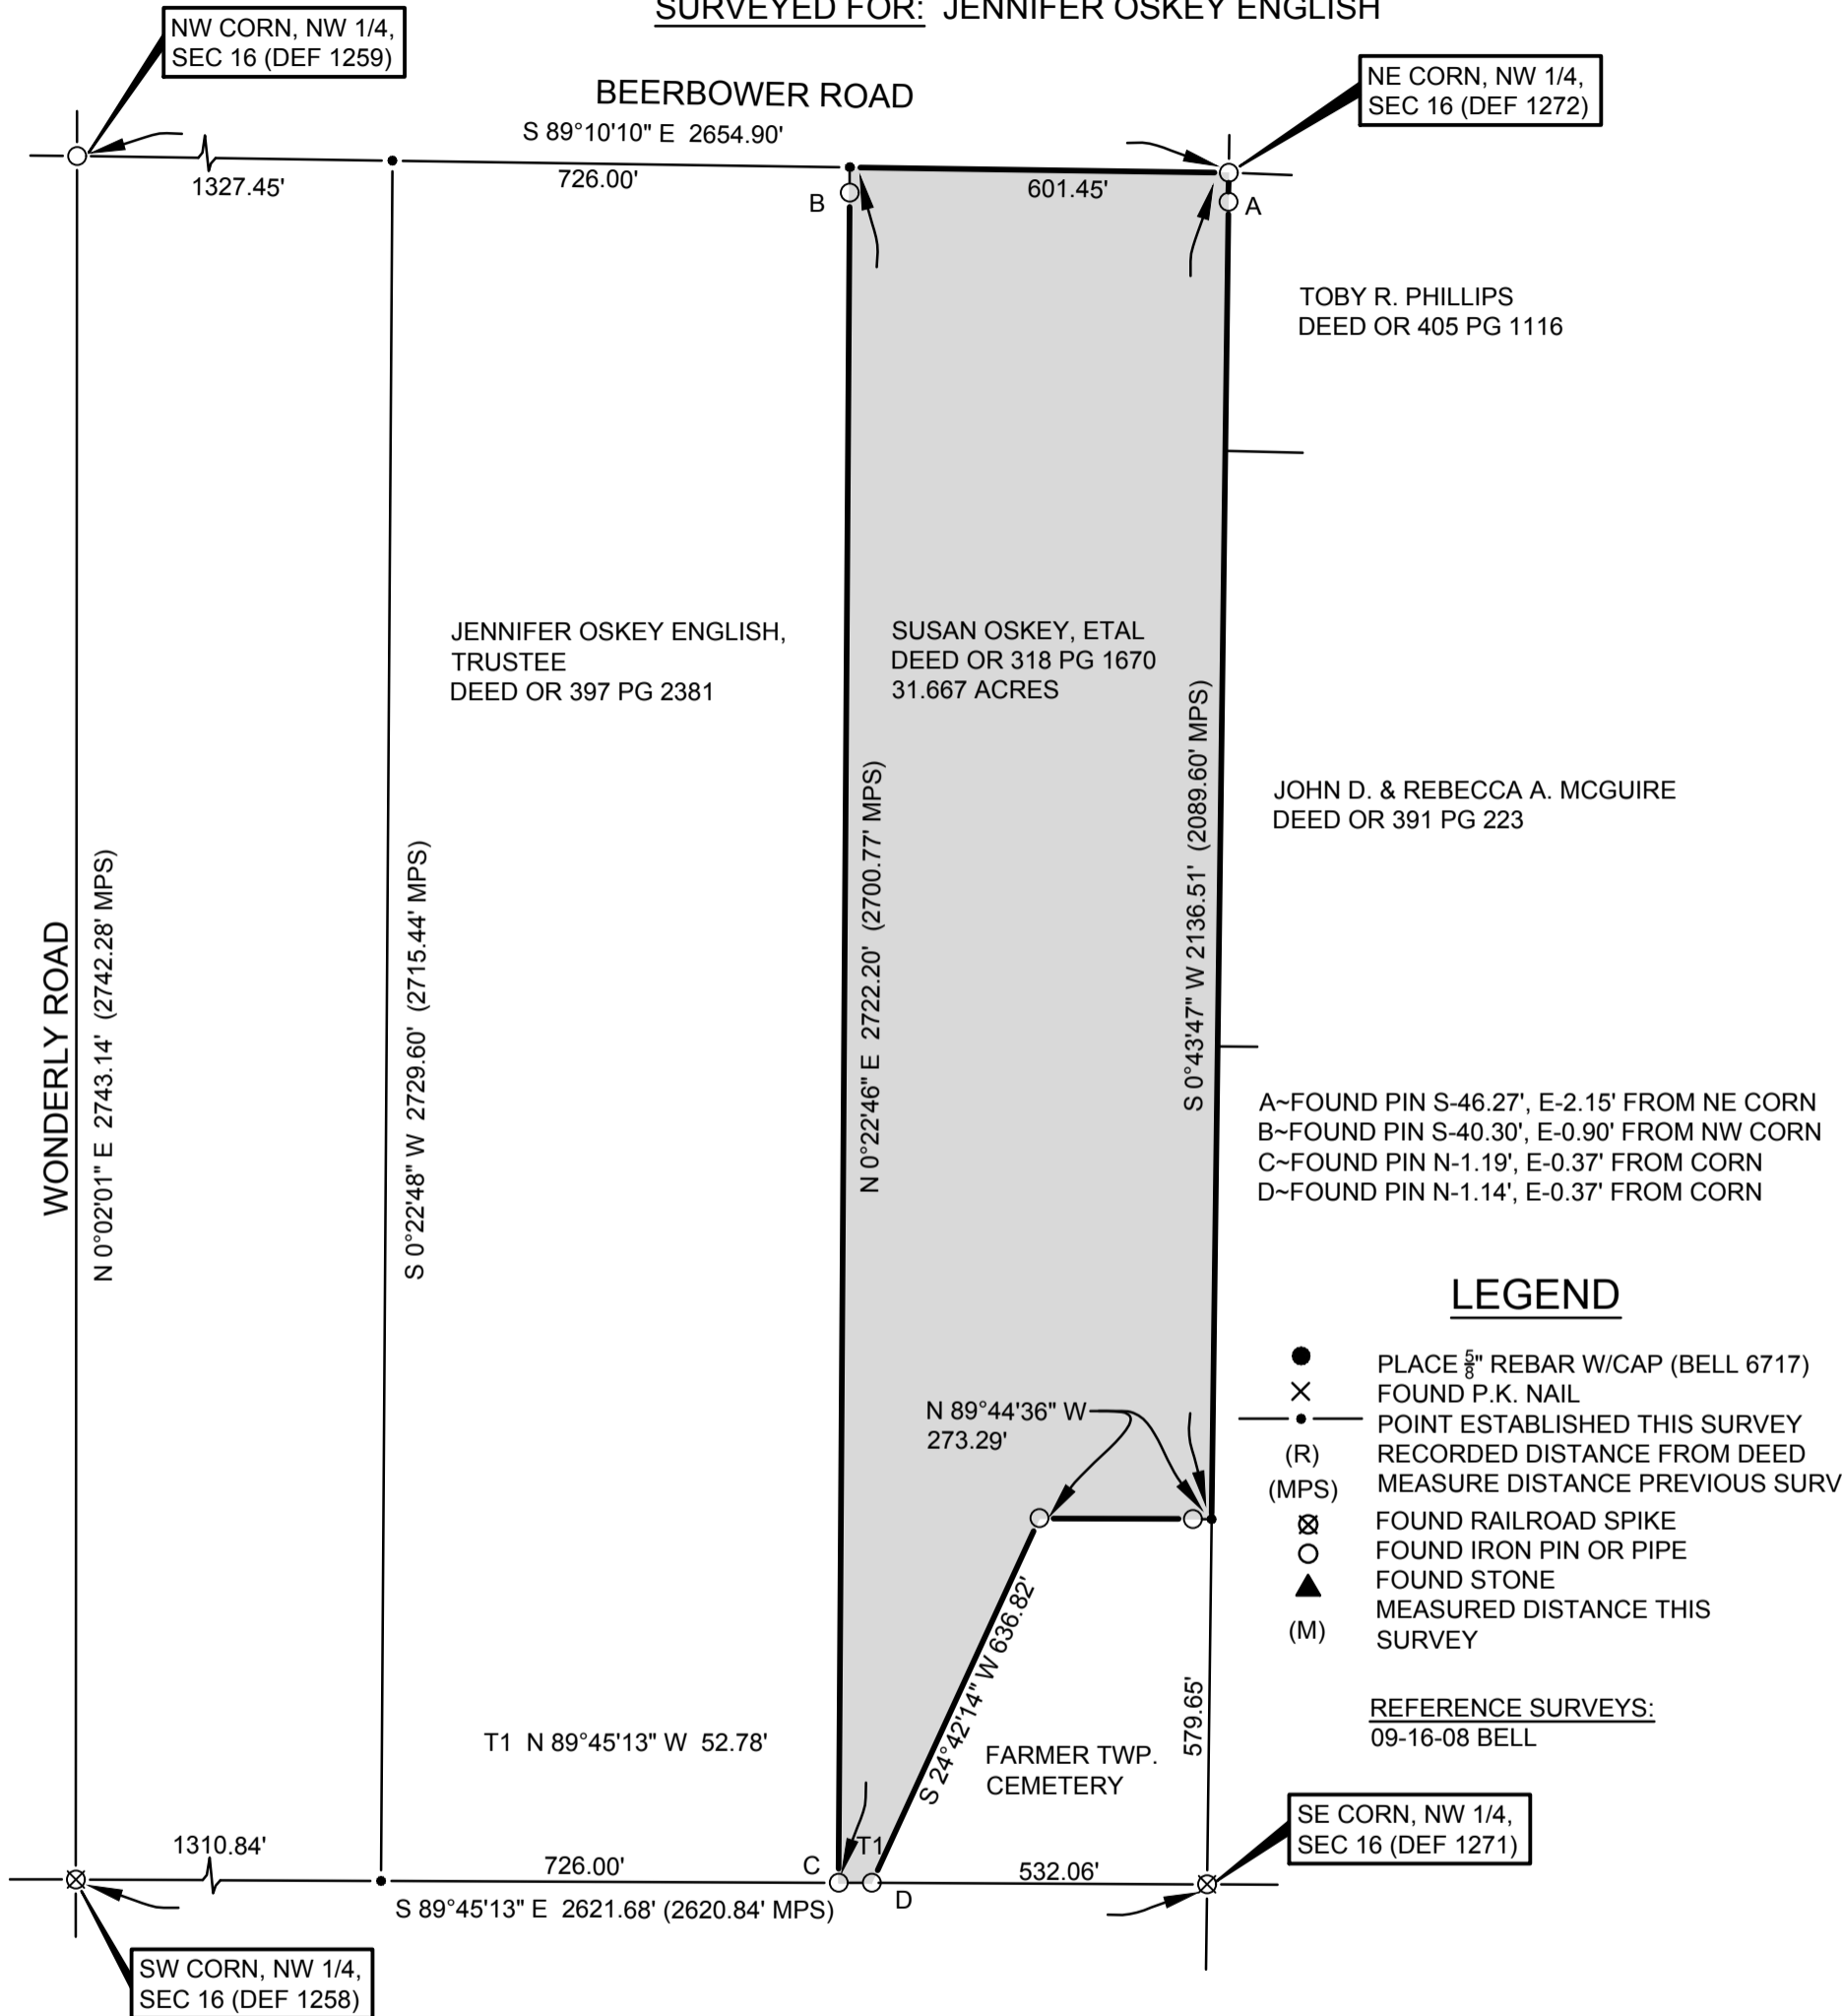 SURVEYED FOR: JENNIFER OSKEY ENGLISH
NW CORN, NW 1/4,
SEC 16 (DEF 1259)
BEERBOWER ROAD
S 89°10'10" E 2654.90'
NE CORN, NW 1/4,
SEC 16 (DEF 1272)
1327.45'
726.00'
601.45'
B
A
TOBY R. PHILLIPS
DEED OR 405 PG 1116
JENNIFER OSKEY ENGLISH,
TRUSTEE
DEED OR 397 PG 2381
SUSAN OSKEY, ETAL
DEED OR 318 PG 1670
31.667 ACRES
JOHN D. & REBECCA A. MCGUIRE
DEED OR 391 PG 223
WONDERLY ROAD
N 0°02'01" E 2743.14' (2742.28' MPS)
S 0°22'48" W 2729.60' (2715.44' MPS)
N 0°22'46" E 2722.20' (2700.77' MPS)
S 0°43'47" W 2136.51' (2089.60' MPS)
A~FOUND PIN S-46.27', E-2.15' FROM NE CORN
B~FOUND PIN S-40.30', E-0.90' FROM NW CORN
C~FOUND PIN N-1.19', E-0.37' FROM CORN
D~FOUND PIN N-1.14', E-0.37' FROM CORN
LEGEND
PLACE 5/8" REBAR W/CAP (BELL 6717)
FOUND P.K. NAIL
POINT ESTABLISHED THIS SURVEY
(R) RECORDED DISTANCE FROM DEED
(MPS) MEASURE DISTANCE PREVIOUS SURV
FOUND RAILROAD SPIKE
FOUND IRON PIN OR PIPE
FOUND STONE
(M) MEASURED DISTANCE THIS
SURVEY
N 89°44'36" W
273.29'
S 24°42'14" W 636.82'
579.65'
REFERENCE SURVEYS:
09-16-08 BELL
T1 N 89°45'13" W 52.78'
FARMER TWP.
CEMETERY
SE CORN, NW 1/4,
SEC 16 (DEF 1271)
1310.84'
726.00'
C
T1
D
532.06'
S 89°45'13" E 2621.68' (2620.84' MPS)
SW CORN, NW 1/4,
SEC 16 (DEF 1258)